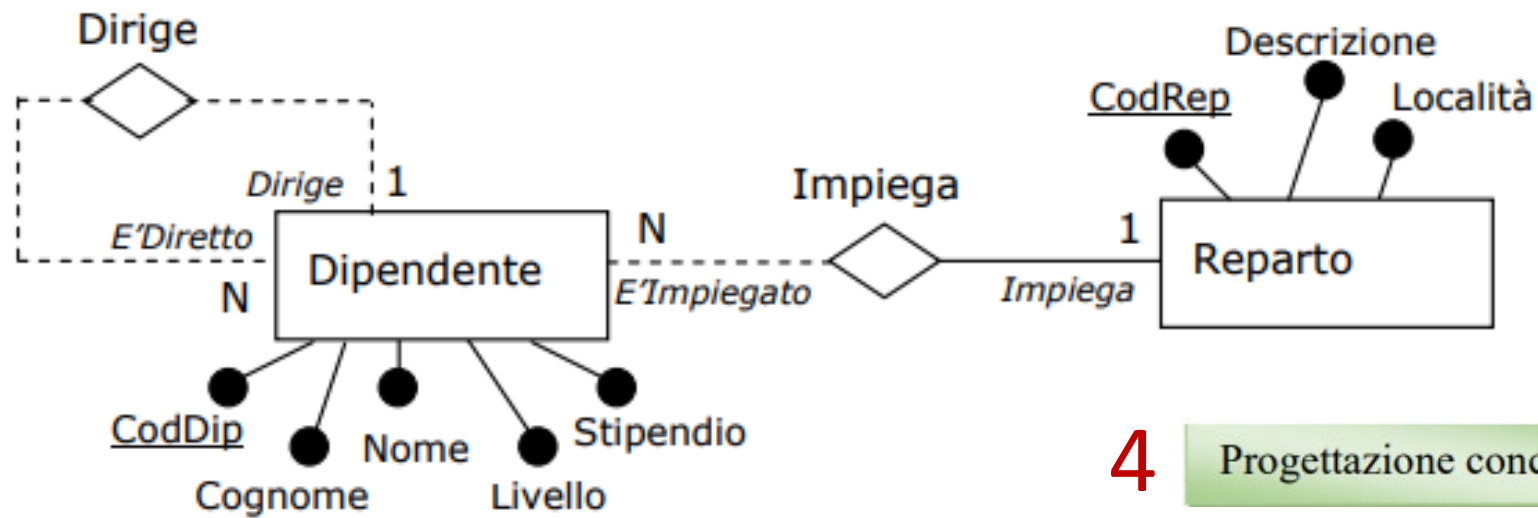 Dirige
Descrizione
CodRep
Località
Dirige 1
Impiega
E'Diretto
N
Dipendente
N
E'Impiegato
1
Impiega
Reparto
CodDip
Cognome
Nome
Livello
Stipendio
4 Progettazione